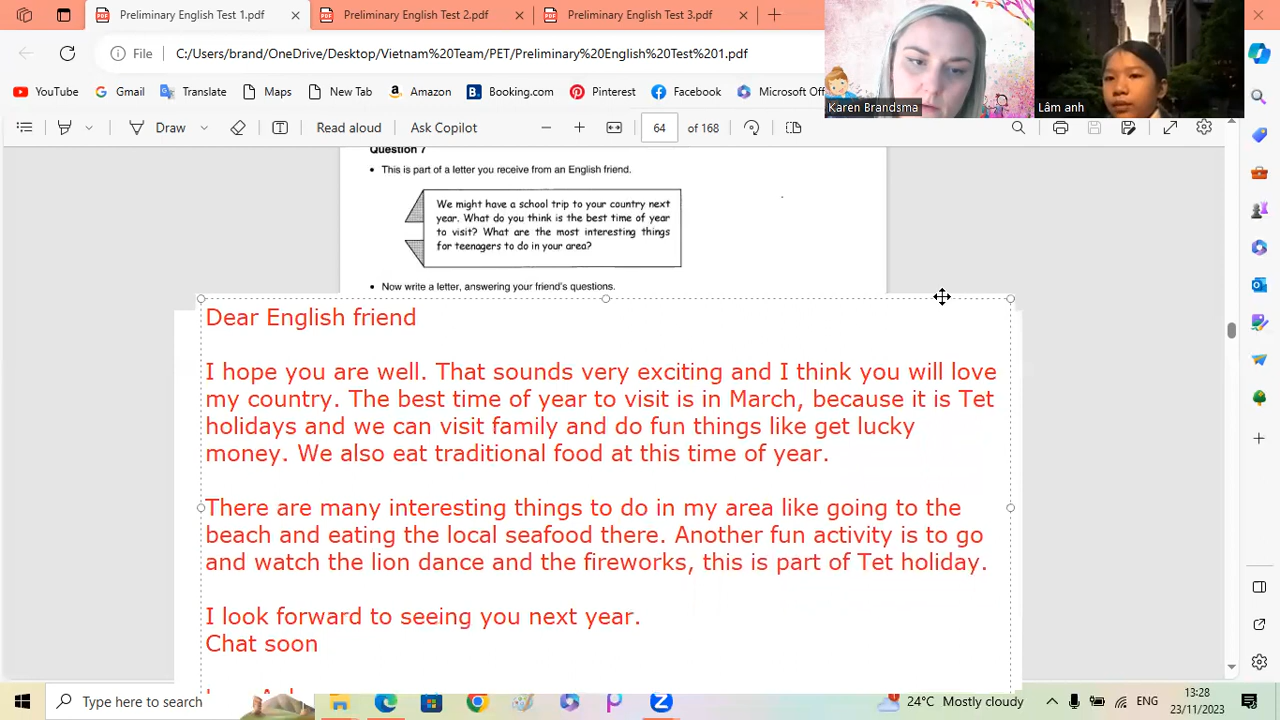 Preliminary English Test 1.pdf
Preliminary English Test 2.pdf
Preliminary English Test 3.pdf
File
C:/Users/brand/OneDrive/Desktop/Vietnam%20Team/PET/Preliminary%20English%20Test%201.pdf
YouTube Gmail Translate Maps New Tab Amazon Booking.com Pinterest Facebook Microsoft Off
Karen Brandsma
Lâm anh
Draw Read aloud Ask Copilot 64 of 168
Question 7
• This is part of a letter you receive from an English friend.
We might have a school trip to your country next
year. What do you think is the best time of year
to visit? What are the most interesting things
for teenagers to do in your area?
• Now write a letter, answering your friend's questions.
Dear English friend
I hope you are well. That sounds very exciting and I think you will love
my country. The best time of year to visit is in March, because it is Tet
holidays and we can visit family and do fun things like get lucky
money. We also eat traditional food at this time of year.
There are many interesting things to do in my area like going to the
beach and eating the local seafood there. Another fun activity is to go
and watch the lion dance and the fireworks, this is part of Tet holiday.
I look forward to seeing you next year.
Chat soon
Type here to search
24°C Mostly cloudy
ENG
13:28
23/11/2023